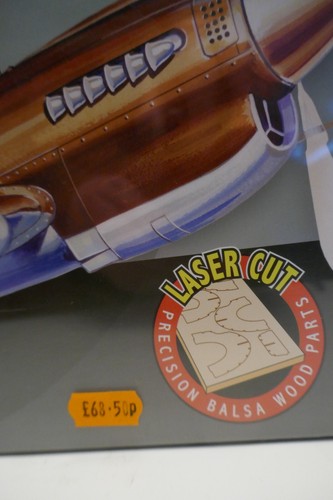 LASER CUT
PRECISION BALSA WOOD PARTS
£68.50p